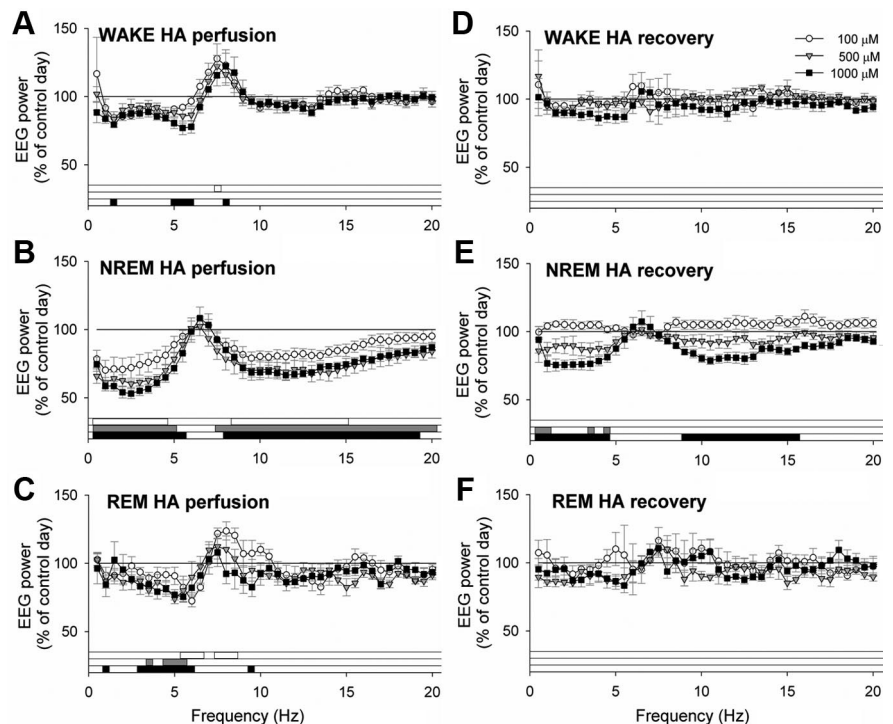 A
WAKE HA perfusion
EEG power
(% of control day)
150
100
50
0
5
10
15
20
D
WAKE HA recovery
100 µM
500 µM
1000 µM
EEG power
(% of control day)
150
100
50
0
5
10
15
20
B
NREM HA perfusion
EEG power
(% of control day)
150
100
50
0
5
10
15
20
E
NREM HA recovery
EEG power
(% of control day)
150
100
50
0
5
10
15
20
C
REM HA perfusion
EEG power
(% of control day)
150
100
50
0
5
10
15
20
Frequency (Hz)
F
REM HA recovery
EEG power
(% of control day)
150
100
50
0
5
10
15
20
Frequency (Hz)